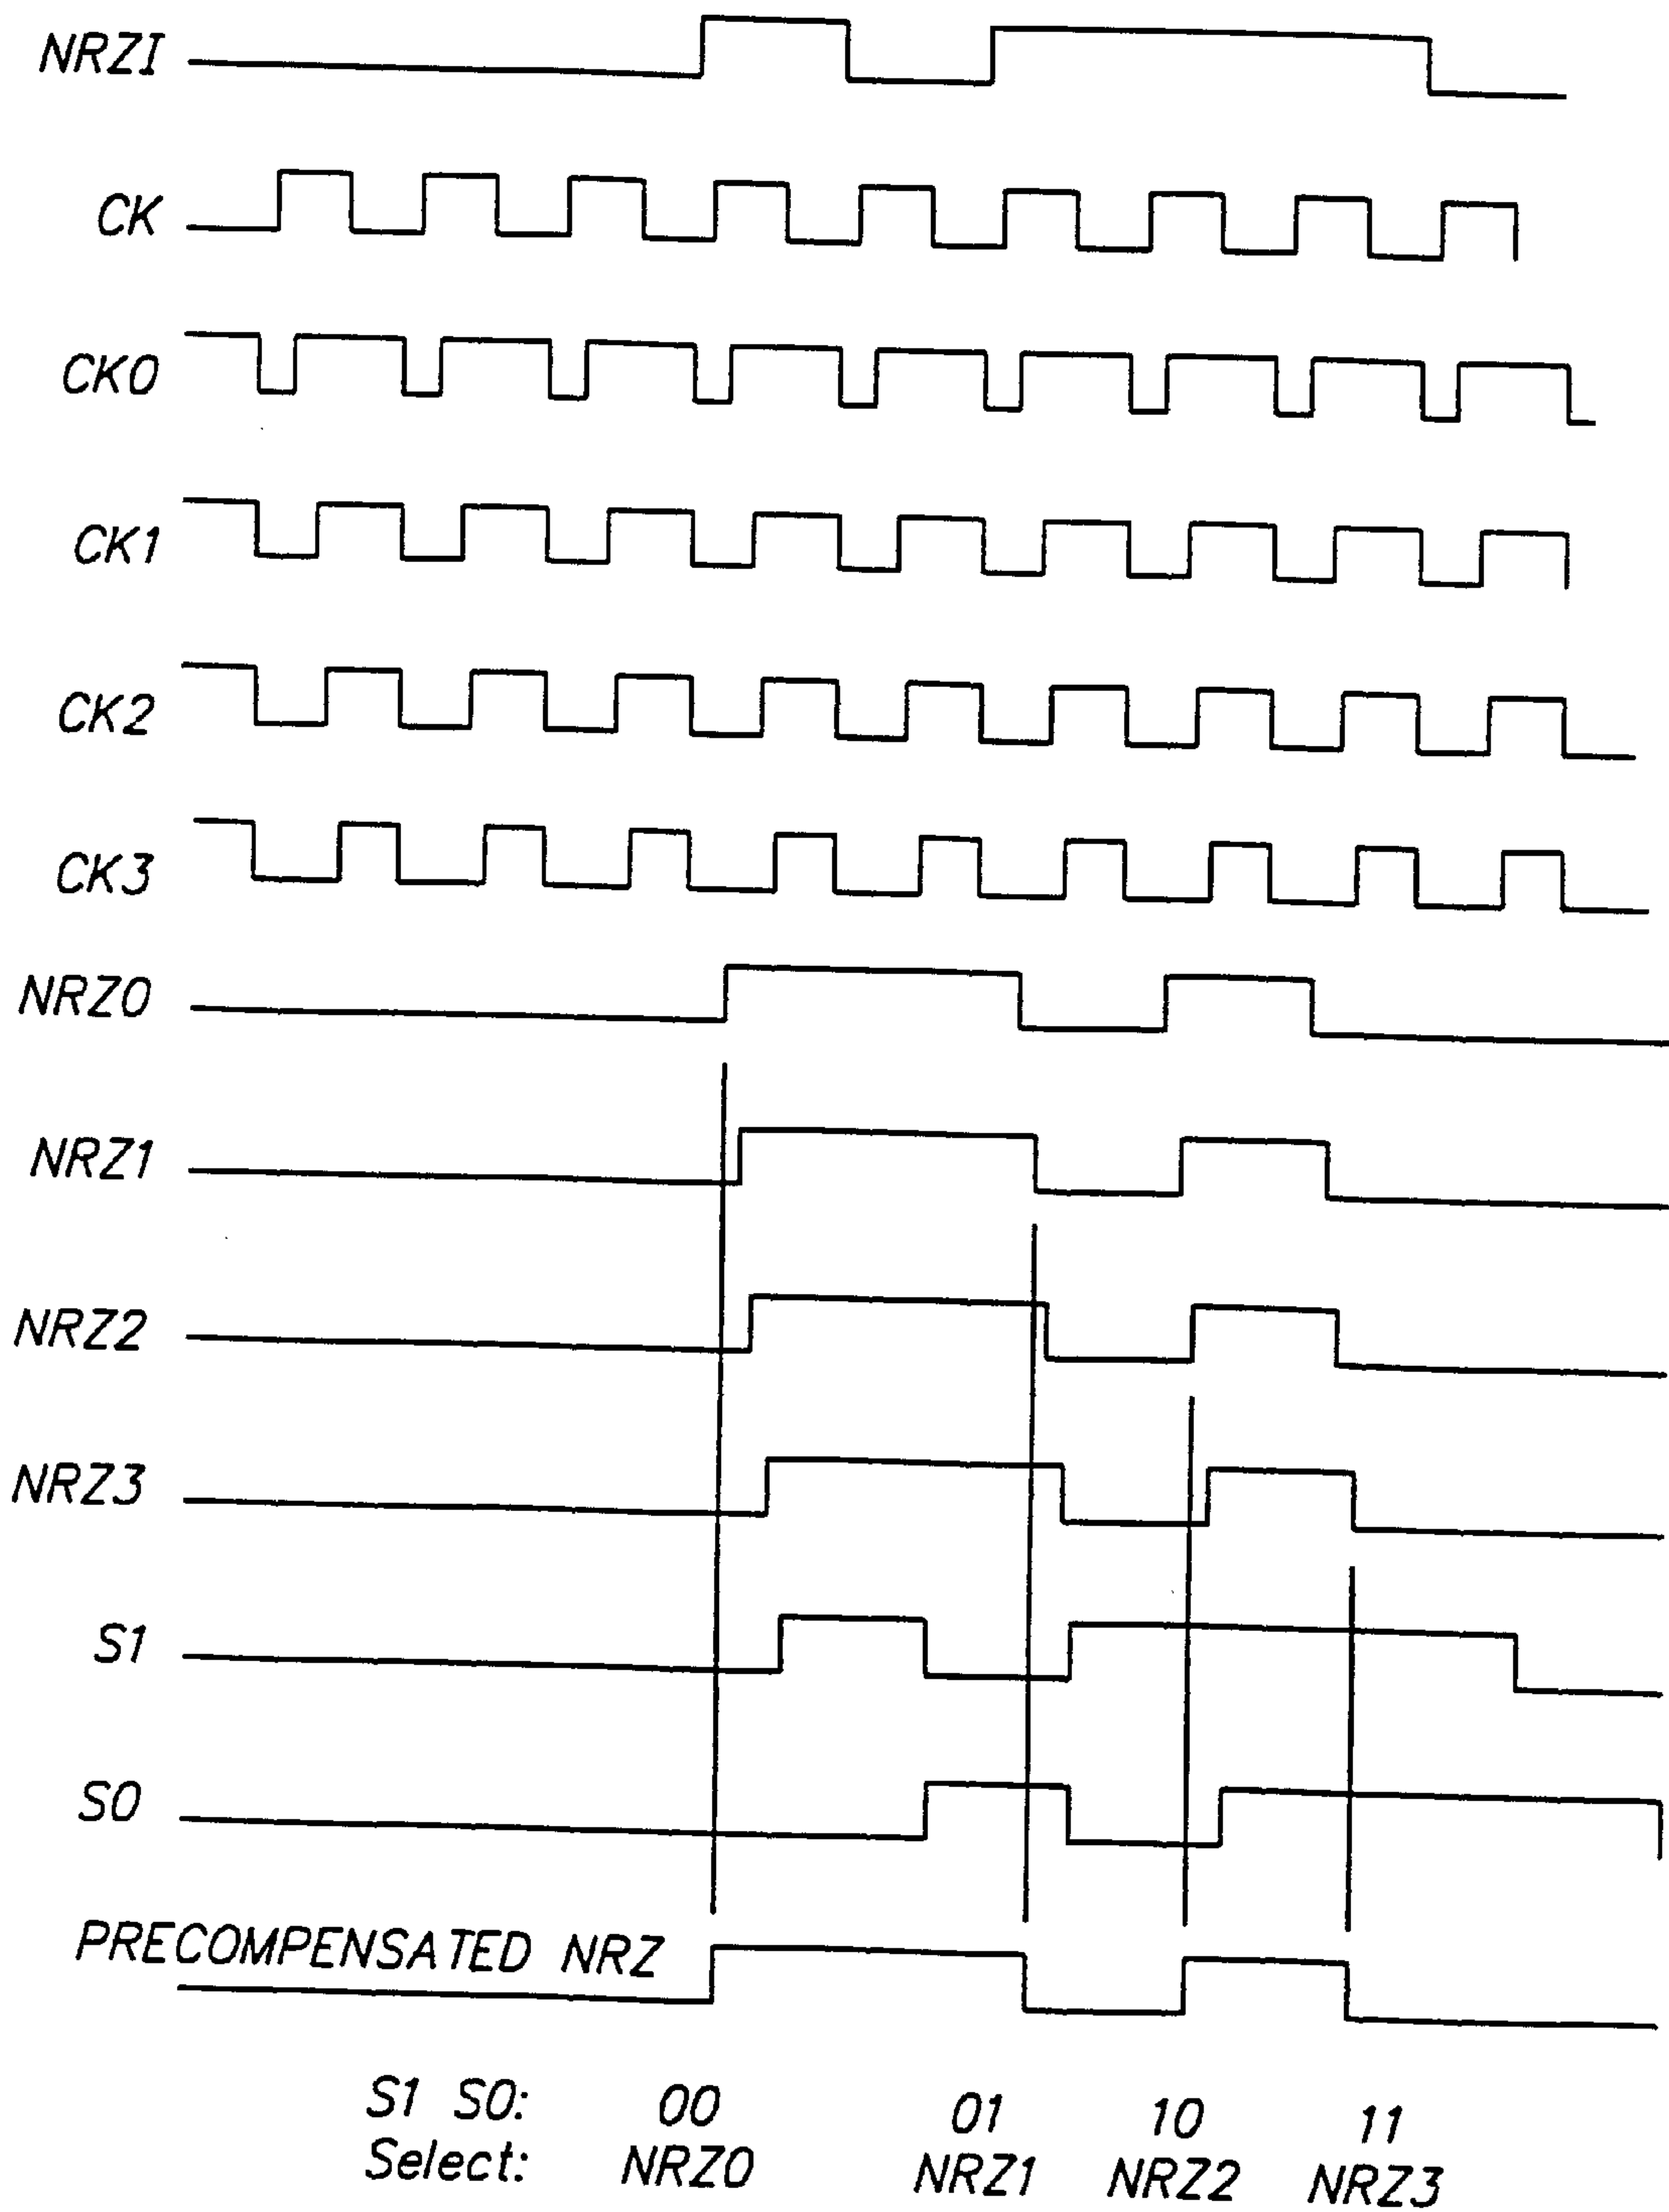 NRZI
CK
CK0
CK1
CK2
CK3
NRZ0
NRZ1
NRZ2
NRZ3
S1
S0
PRECOMPENSATED NRZ
S1 S0: 00 01 10 11
Select: NRZ0 NRZ1 NRZ2 NRZ3